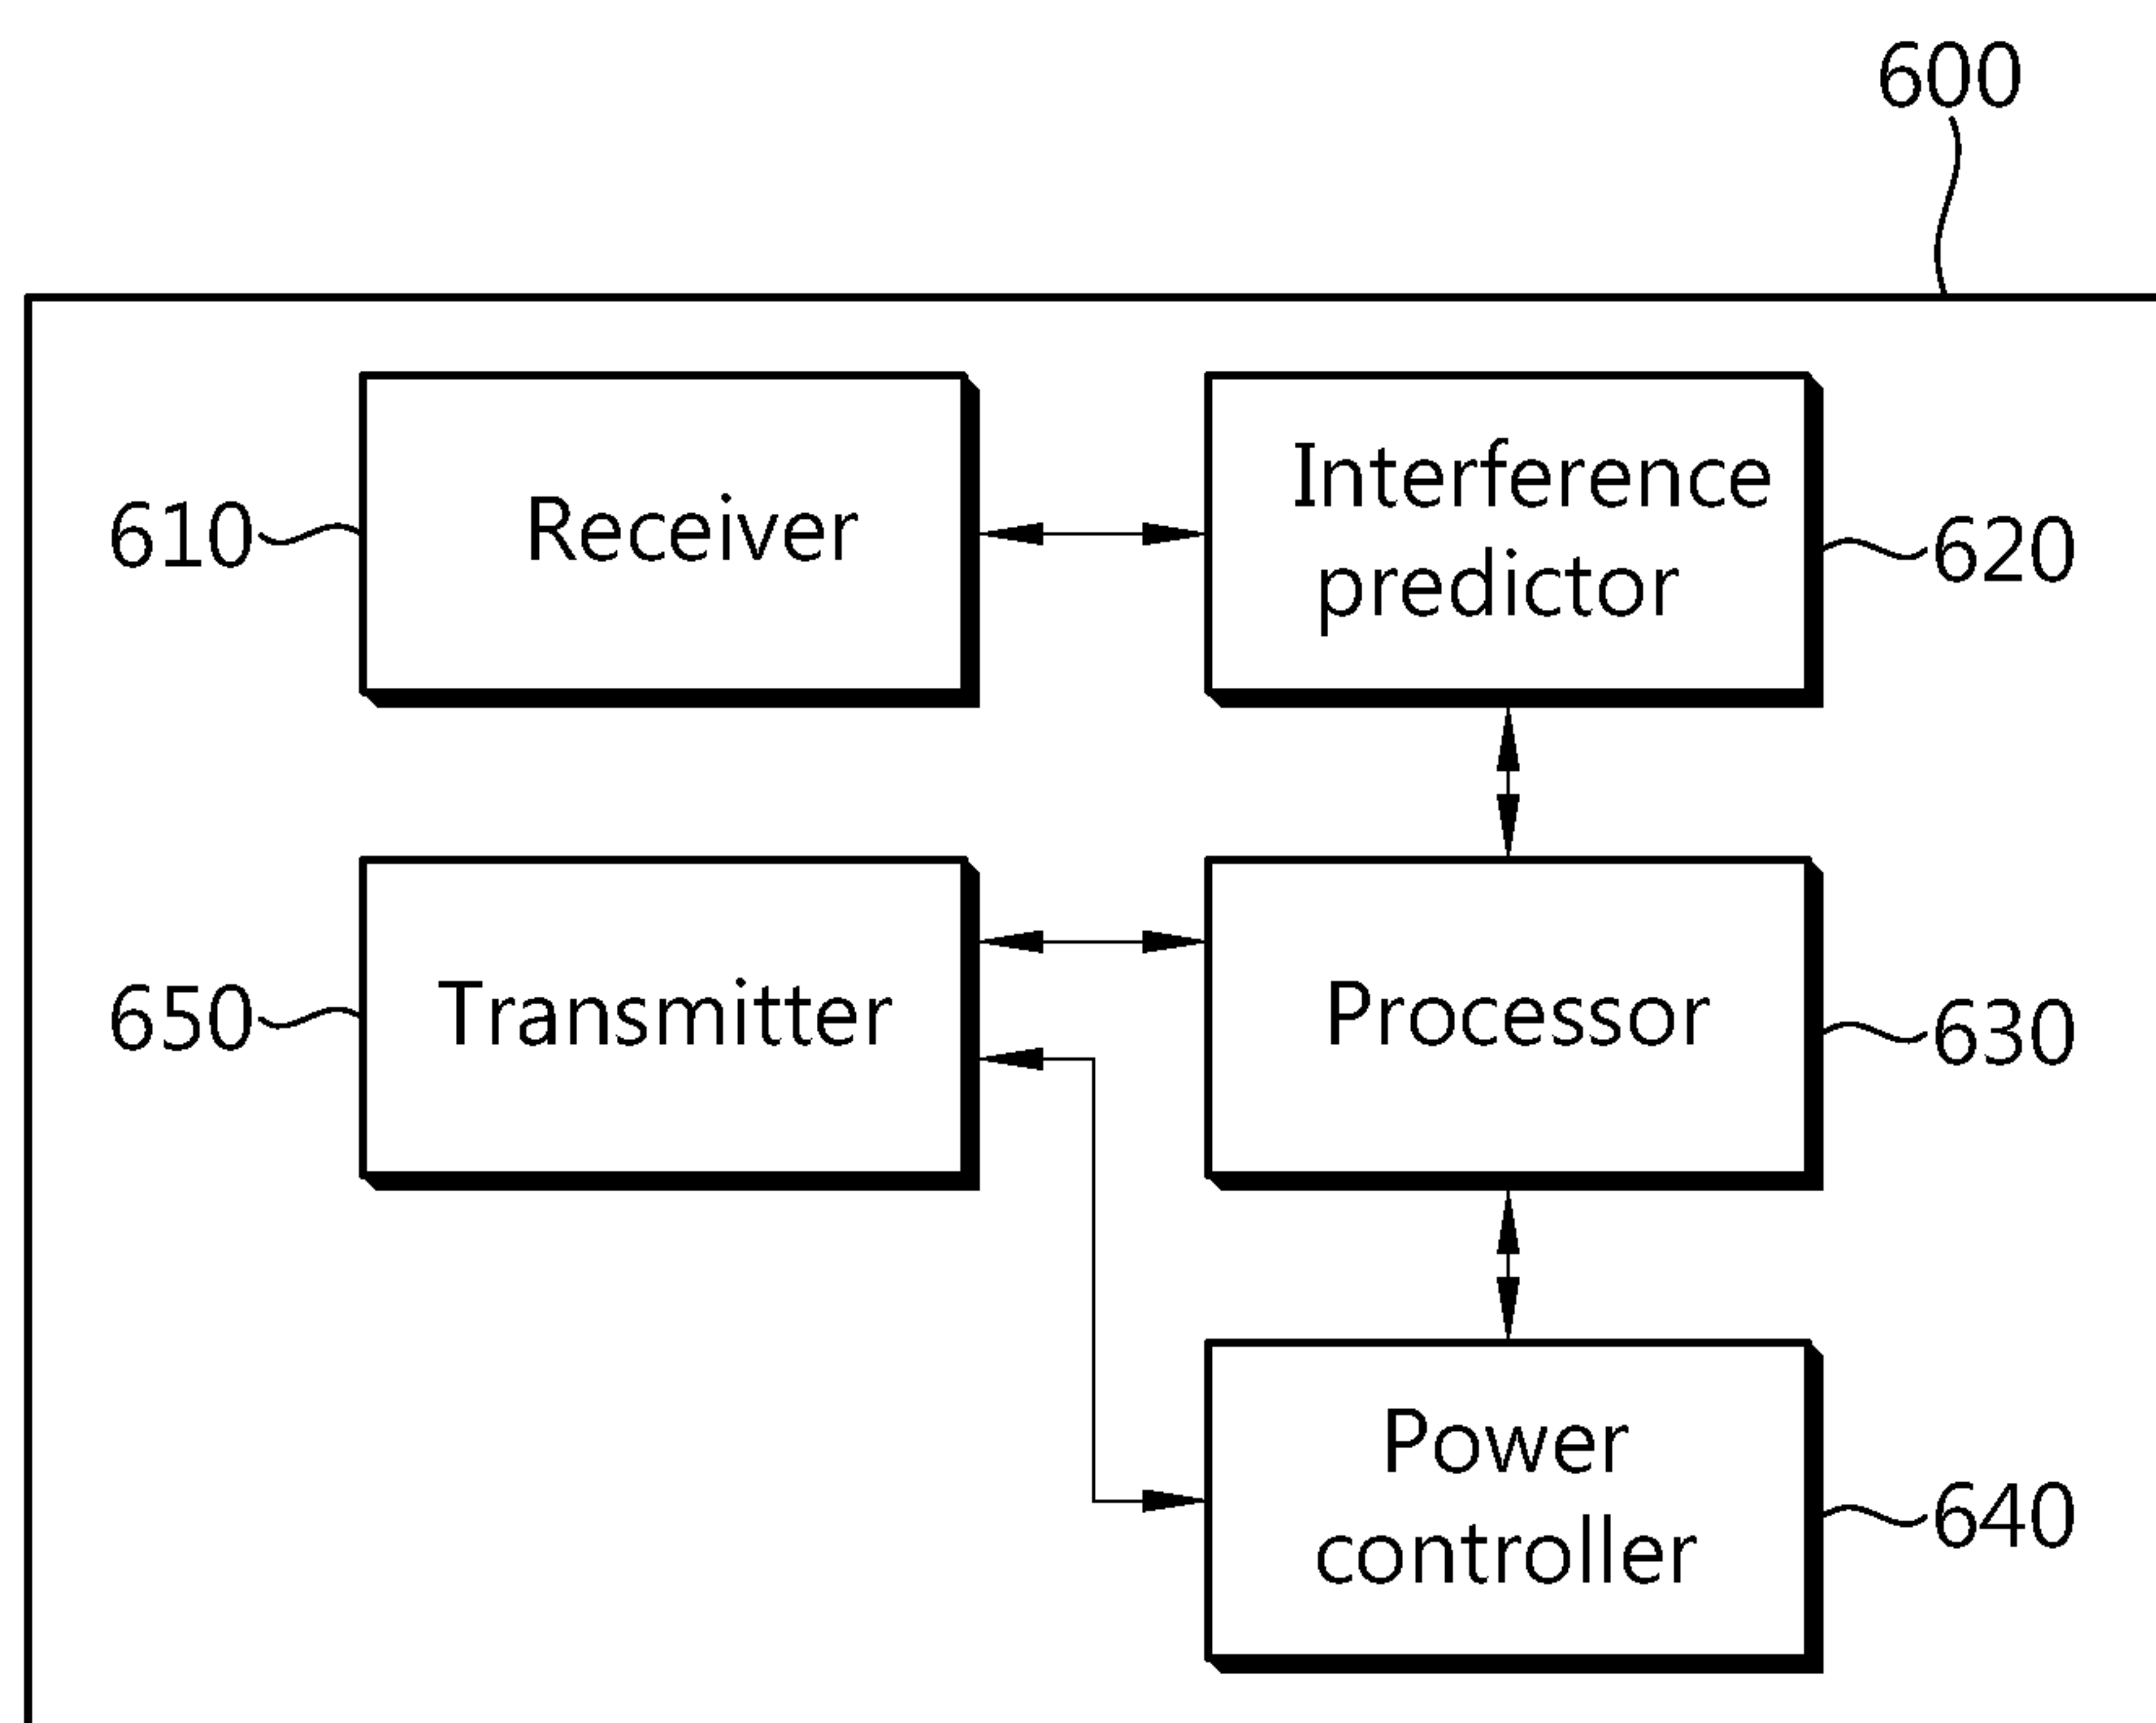 600
610
Receiver
Interference
predictor
620
650
Transmitter
Processor
630
Power
controller
640